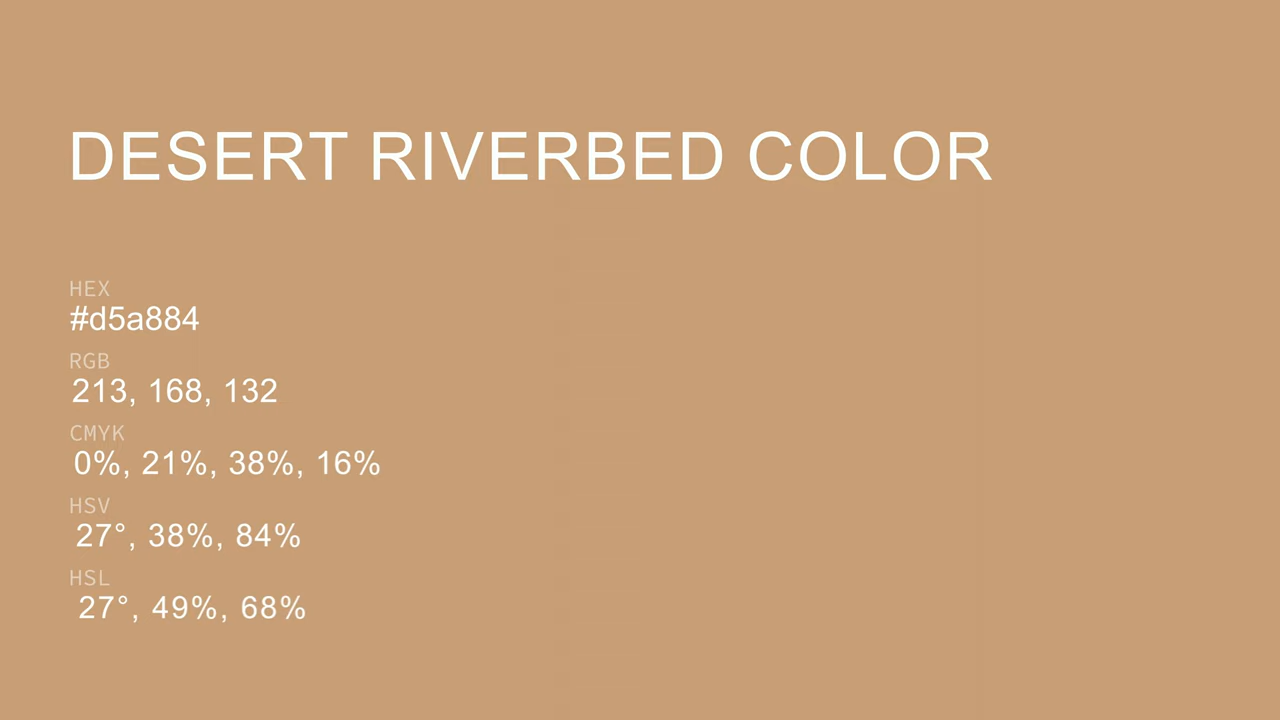 DESERT RIVERBED COLOR
HEX
#d5a884
RGB
213, 168, 132
CMYK
0%, 21%, 38%, 16%
HSV
27°, 38%, 84%
HSL
27°, 49%, 68%